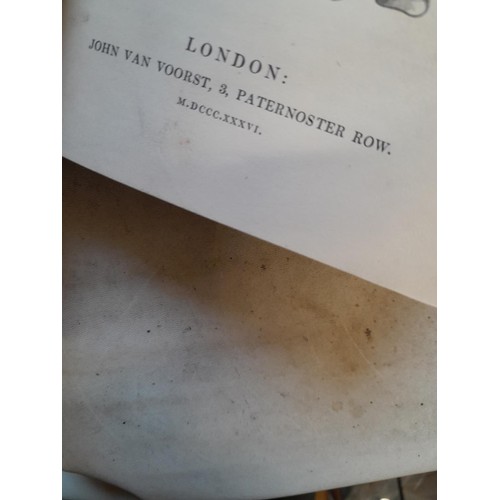 LONDON:
JOHN VAN VOORST, 3, PATERNOSTER ROW.
M.DCCC.XXXVI.